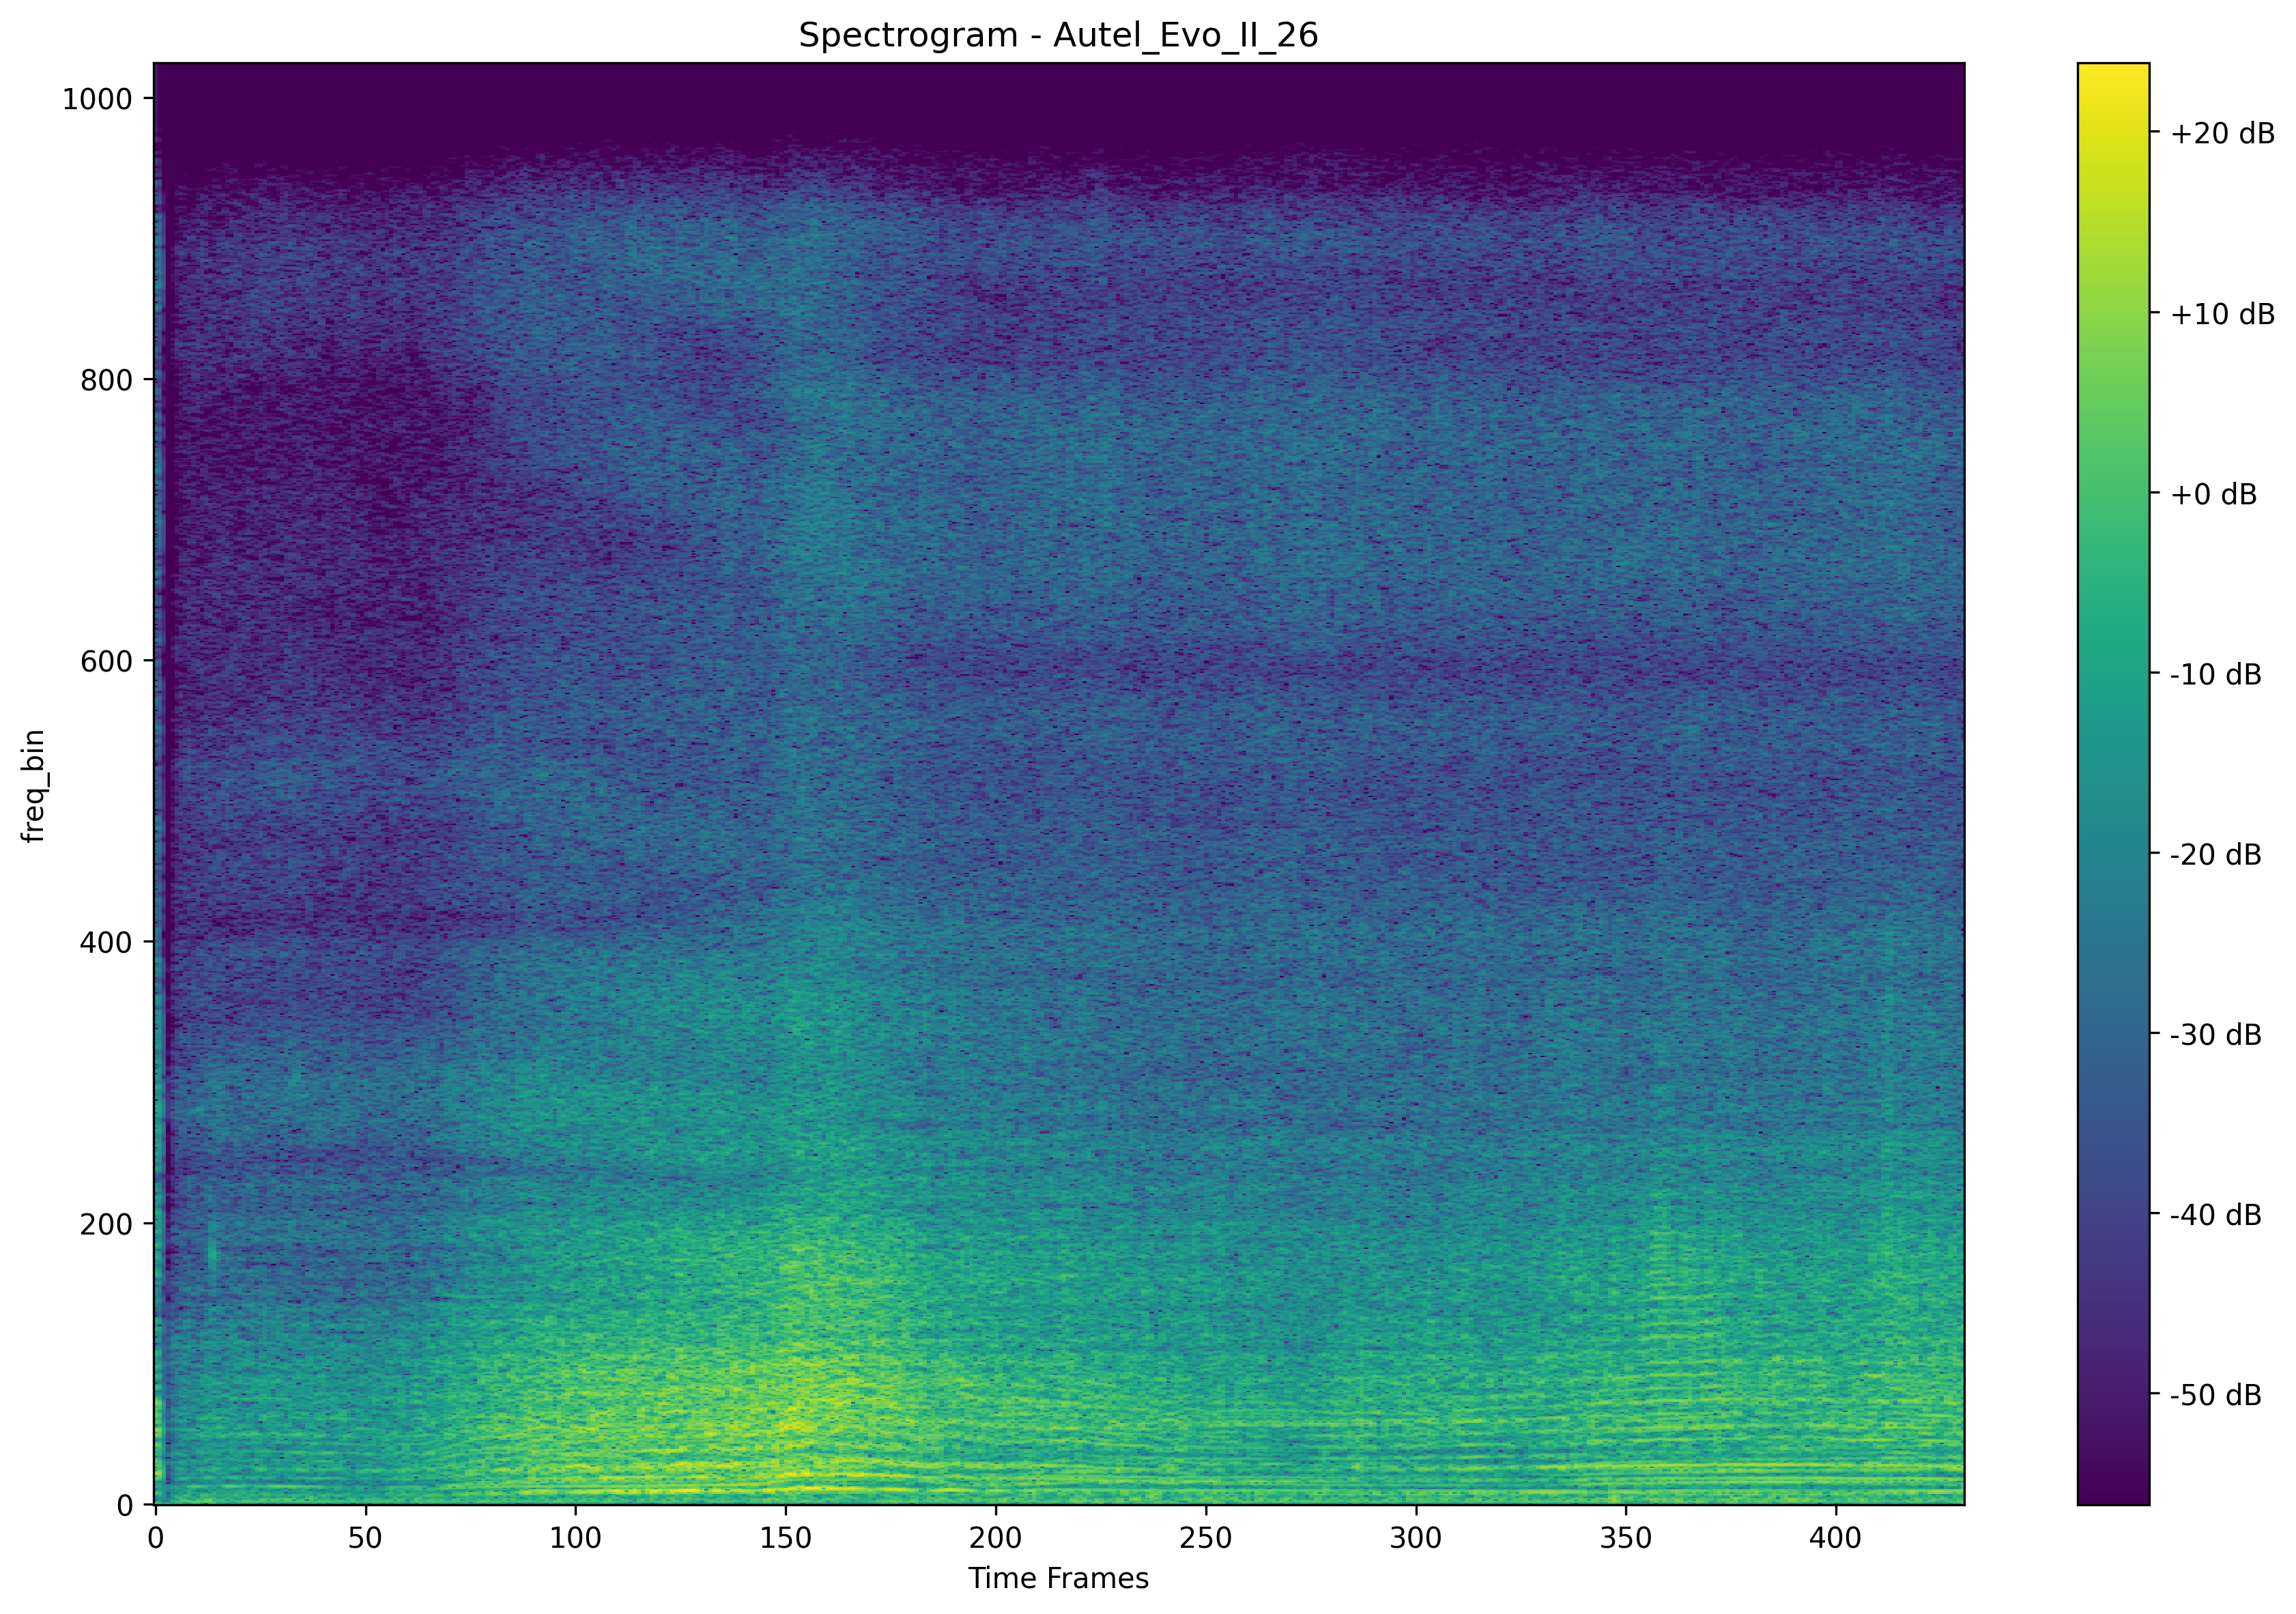 Spectrogram - Autel_Evo_II_26
1000
800
600
400
200
0
freq_bin
0 50 100 150 200 250 300 350 400
Time Frames
+20 dB
+10 dB
+0 dB
-10 dB
-20 dB
-30 dB
-40 dB
-50 dB